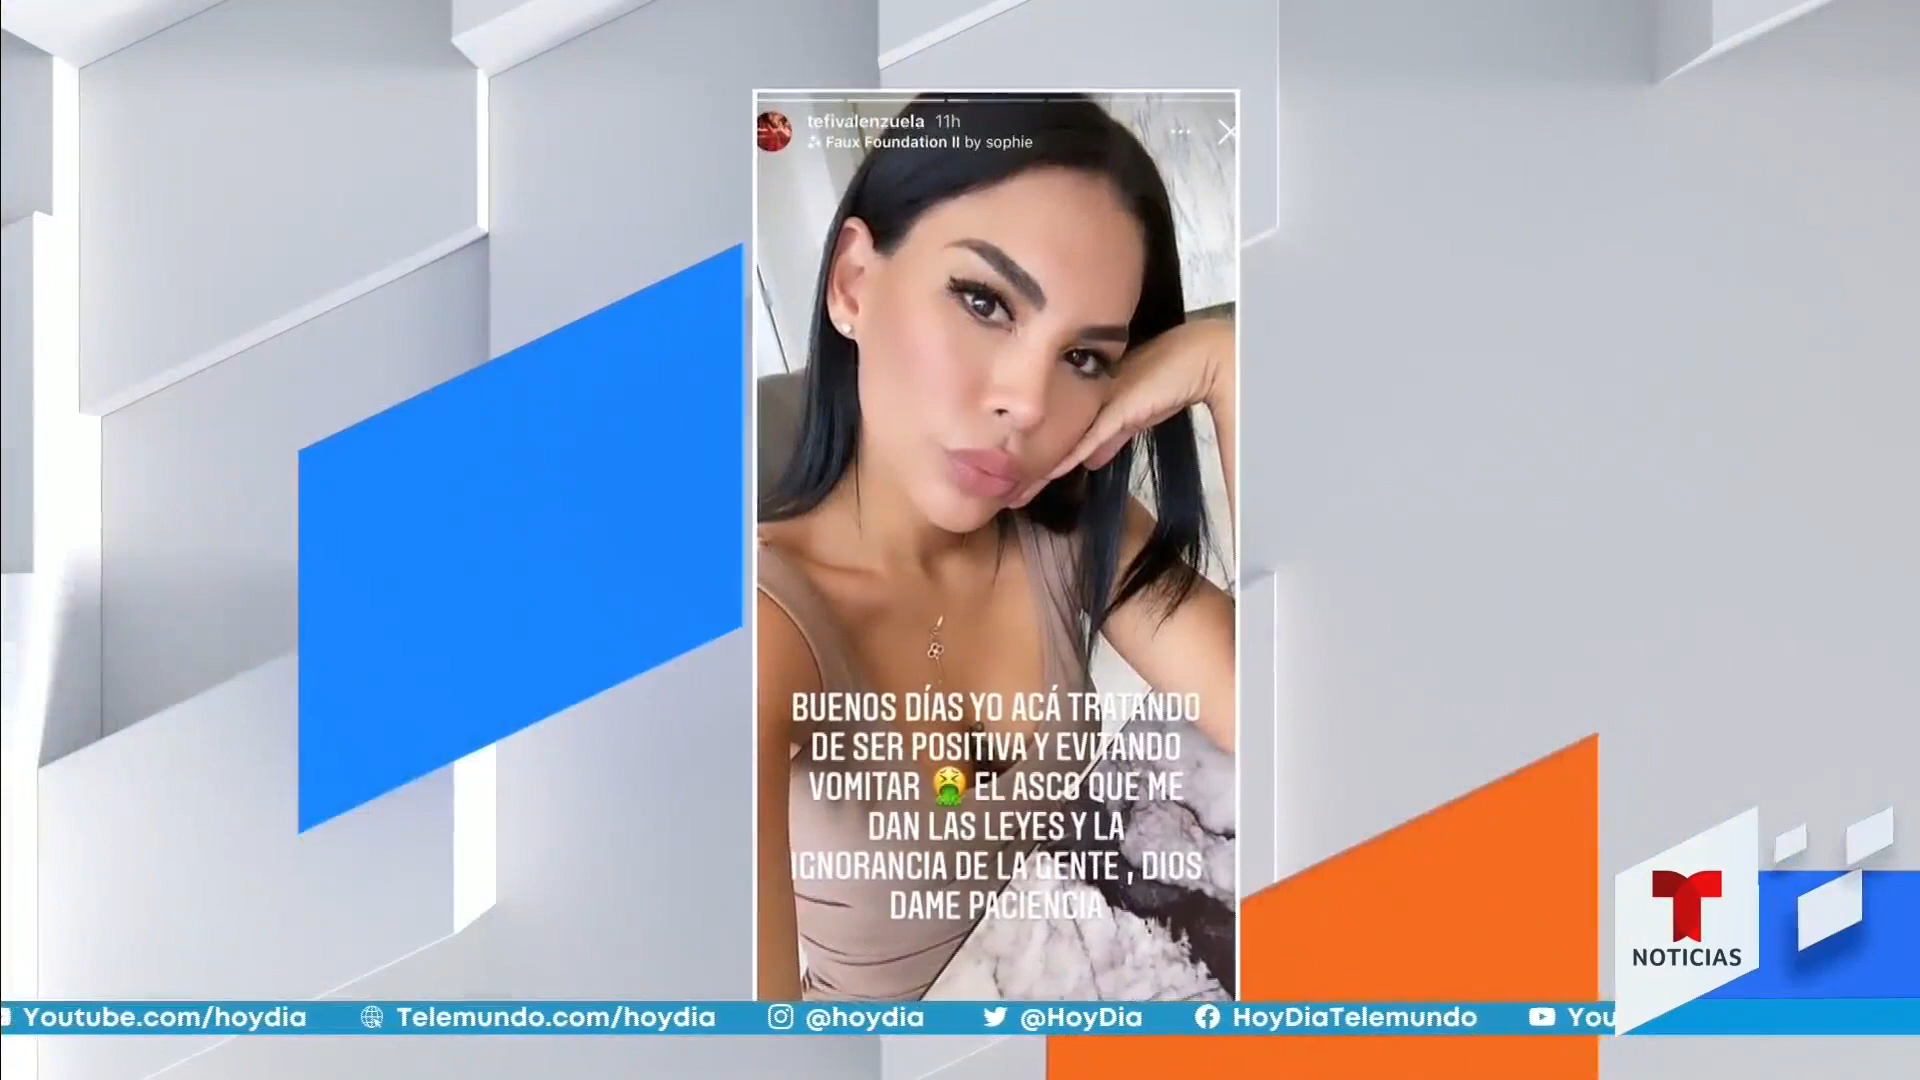 tefivalenzuela 11h
Faux Foundation II by sophie
BUENOS DÍAS YO ACÁ TRATANDO
DE SER POSITIVA Y EVITANDO
VOMITAR 🤮 EL ASCO QUE ME
DAN LAS LEYES Y LA
IGNORANCIA DE LA GENTE , DIOS
DAME PACIENCIA
NOTICIAS
Youtube.com/hoydia Telemundo.com/hoydia @hoydia @HoyDia HoyDiaTelemundo You